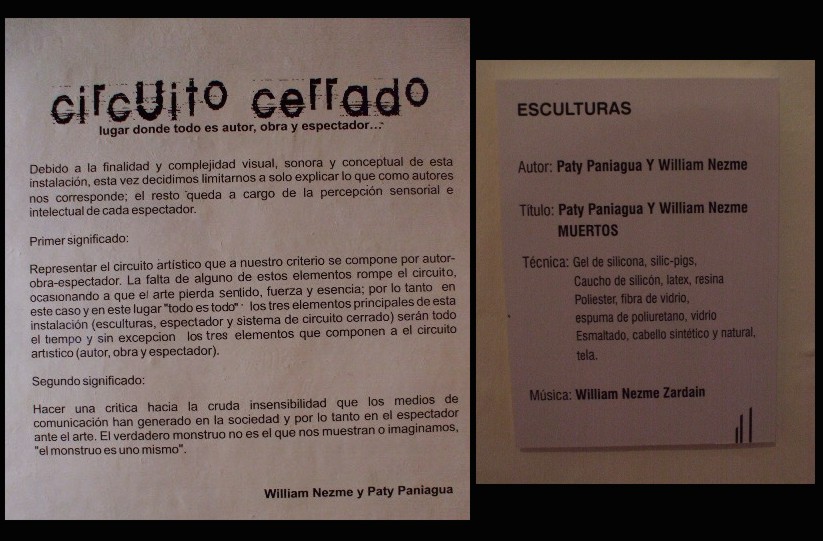 circuito cerrado
lugar donde todo es autor, obra y espectador...
Debido a la finalidad y complejidad visual, sonora y conceptual de esta
instalación, esta vez decidimos limitarnos a solo explicar lo que como autores
nos corresponde; el resto queda a cargo de la percepción sensorial e
intelectual de cada espectador.
Primer significado:
Representar el circuito artístico que a nuestro criterio se compone por autor-
obra-espectador. La falta de alguno de estos elementos rompe el circuito,
ocasionando a que el arte pierda sentido, fuerza y esencia; por lo tanto en
este caso y en este lugar "todo es todo" los tres elementos principales de esta
instalación (esculturas, espectador y sistema de circuito cerrado) serán todo
el tiempo y sin excepcion los tres elementos que componen a el circuito
artistico (autor, obra y espectador).
Segundo significado:
Hacer una critica hacia la cruda insensibilidad que los medios de
comunicación han generado en la sociedad y por lo tanto en el espectador
ante el arte. El verdadero monstruo no es el que nos muestran o imaginamos,
"el monstruo es uno mismo".
William Nezme y Paty Paniagua
ESCULTURAS
Autor: Paty Paniagua Y William Nezme
Título: Paty Paniagua Y William Nezme
MUERTOS
Técnica: Gel de silicona, silic-pigs,
Caucho de silicón, latex, resina
Poliester, fibra de vidrio,
espuma de poliuretano, vidrio
Esmaltado, cabello sintético y natural,
tela.
Música: William Nezme Zardain